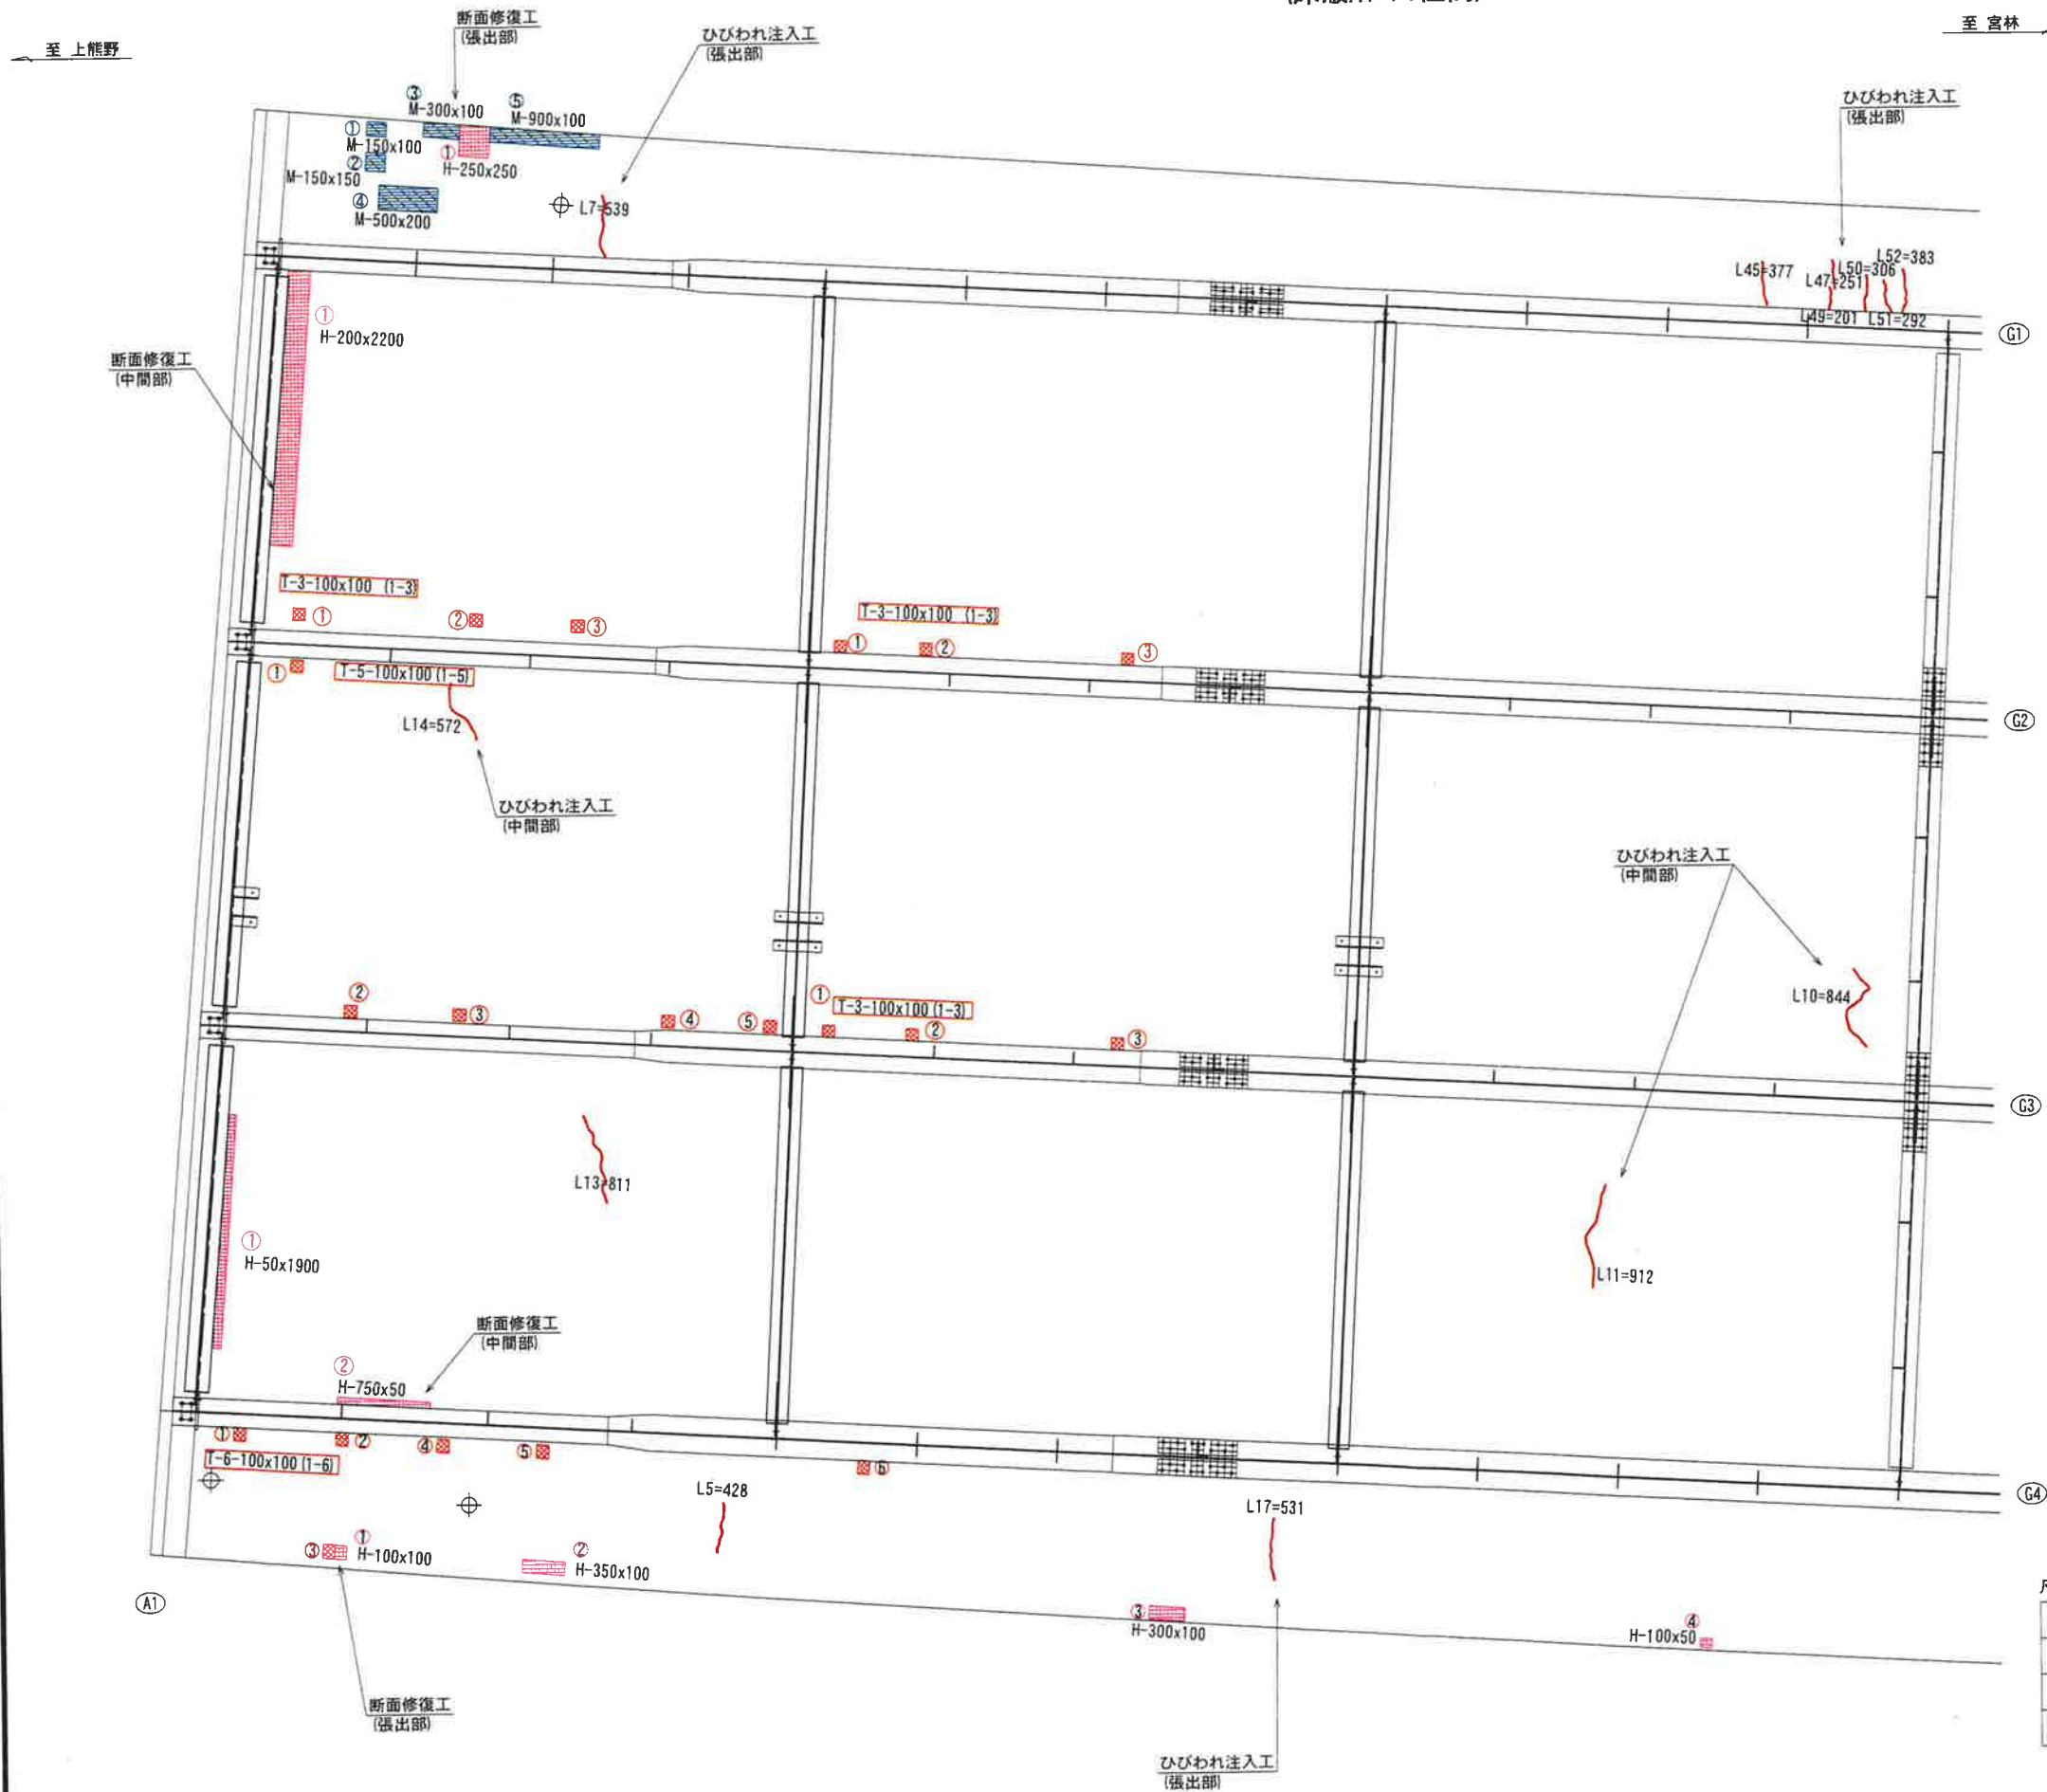 至 上熊野
至 宮林
断面修復工
(張出部)
ひびわれ注入工
(張出部)
ひびわれ注入工
(張出部)
③
M-300x100
⑤
M-900x100
①
M-150x100
①
H-250x250
②
M-150x150
④
M-500x200
L7=539
L45=377
L47=251
L50=306
L52=383
L49=201
L51=292
G1
①
H-200x2200
断面修復工
(中間部)
T-3-100x100 (1-3)
① ② ③
T-3-100x100 (1-3)
① ② ③
①
T-5-100x100 (1-5)
G2
L14=572
ひびわれ注入工
(中間部)
ひびわれ注入工
(中間部)
L10=844
② ③ ④ ⑤
①
T-3-100x100 (1-3)
② ③
G3
L13=811
①
H-50x1900
L11=912
断面修復工
(中間部)
②
H-750x50
① ② ④ ⑤ ⑥
T-6-100x100 (1-6)
G4
L5=428
L17=531
③
①
H-100x100
②
H-350x100
③
H-300x100
④
H-100x50
A1
断面修復工
(張出部)
ひびわれ注入工
(張出部)